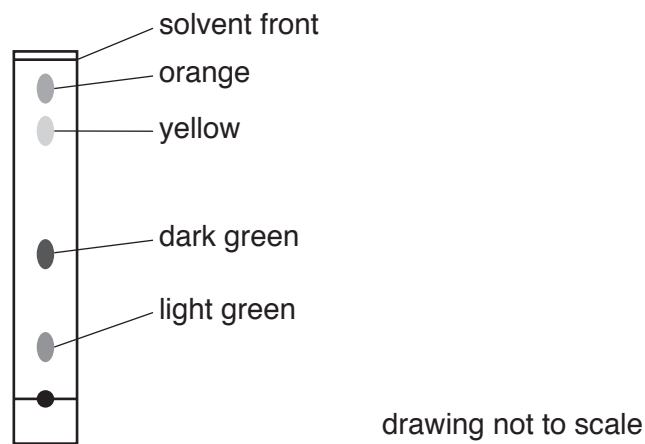 solvent front
orange
yellow
dark green
light green
drawing not to scale